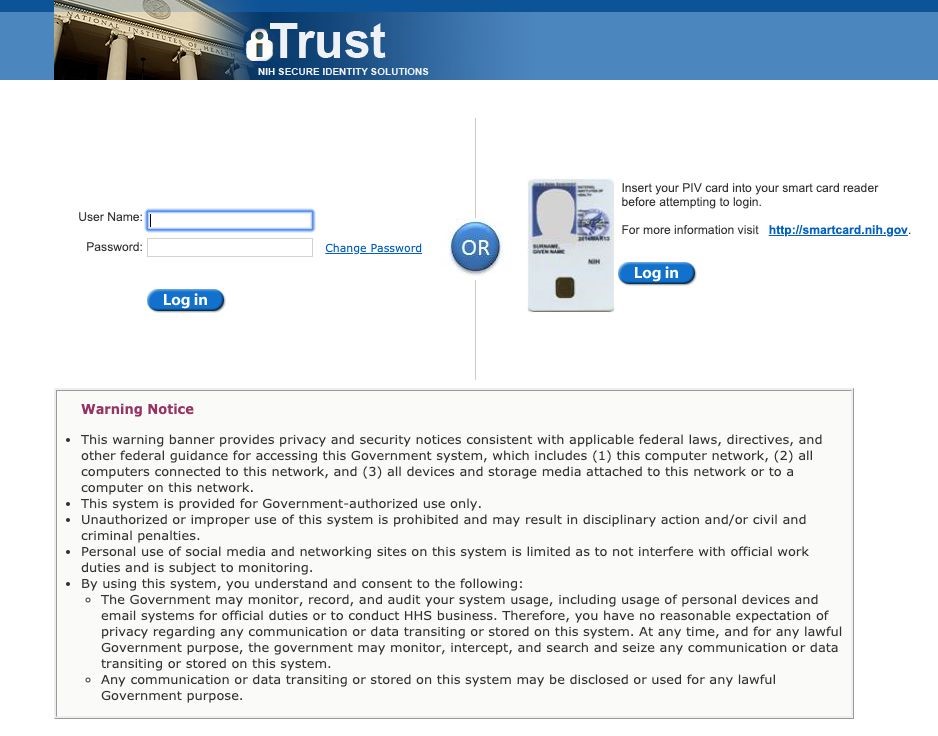 NATIONAL INSTITUTES OF HEALTH
iTrust
NIH SECURE IDENTITY SOLUTIONS
User Name:
Password:
Change Password
Log in
OR
NATIONAL
INSTITUTES OF
HEALTH
2014MAR13
SURNAME,
GIVEN NAME
NIH
Insert your PIV card into your smart card reader
before attempting to login.
For more information visit http://smartcard.nih.gov.
Log in
Warning Notice
• This warning banner provides privacy and security notices consistent with applicable federal laws, directives, and
other federal guidance for accessing this Government system, which includes (1) this computer network, (2) all
computers connected to this network, and (3) all devices and storage media attached to this network or to a
computer on this network.
• This system is provided for Government-authorized use only.
• Unauthorized or improper use of this system is prohibited and may result in disciplinary action and/or civil and
criminal penalties.
• Personal use of social media and networking sites on this system is limited as to not interfere with official work
duties and is subject to monitoring.
• By using this system, you understand and consent to the following:
◦ The Government may monitor, record, and audit your system usage, including usage of personal devices and
email systems for official duties or to conduct HHS business. Therefore, you have no reasonable expectation of
privacy regarding any communication or data transiting or stored on this system. At any time, and for any lawful
Government purpose, the government may monitor, intercept, and search and seize any communication or data
transiting or stored on this system.
◦ Any communication or data transiting or stored on this system may be disclosed or used for any lawful
Government purpose.